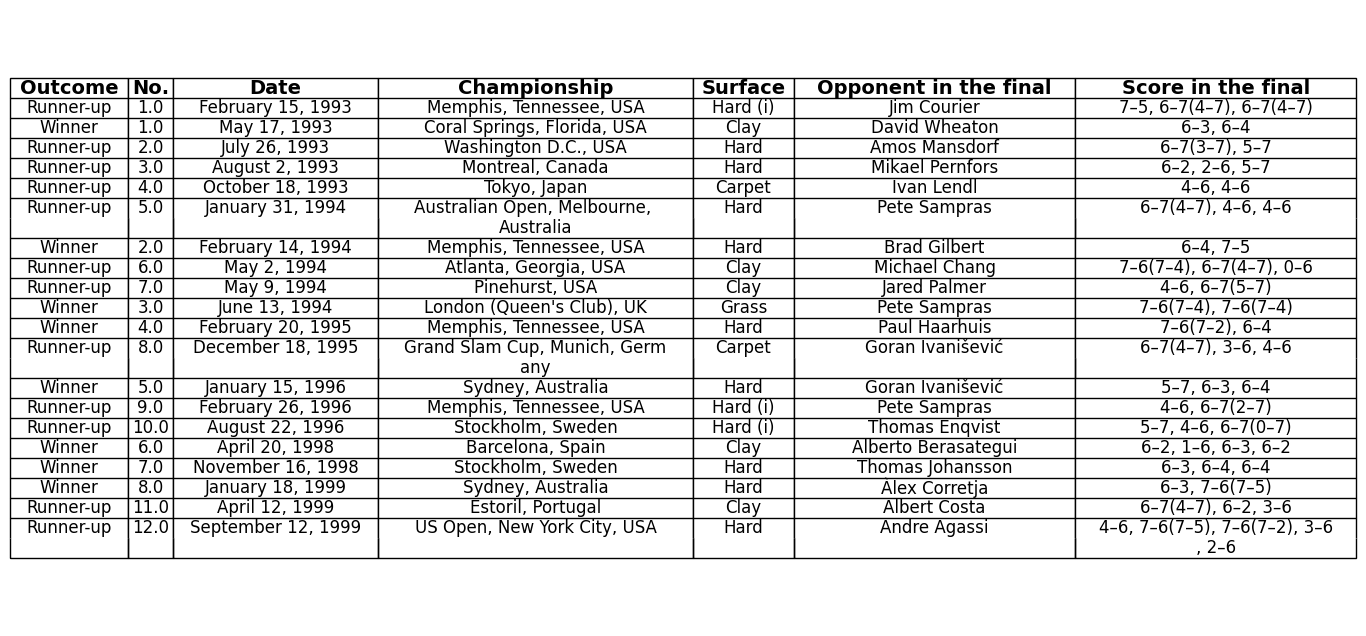 Outcome No. Date Championship Surface Opponent in the final Score in the final
Runner-up 1.0 February 15, 1993 Memphis, Tennessee, USA Hard (i) Jim Courier 7–5, 6–7(4–7), 6–7(4–7)
Winner 1.0 May 17, 1993 Coral Springs, Florida, USA Clay David Wheaton 6–3, 6–4
Runner-up 2.0 July 26, 1993 Washington D.C., USA Hard Amos Mansdorf 6–7(3–7), 5–7
Runner-up 3.0 August 2, 1993 Montreal, Canada Hard Mikael Pernfors 6–2, 2–6, 5–7
Runner-up 4.0 October 18, 1993 Tokyo, Japan Carpet Ivan Lendl 4–6, 4–6
Runner-up 5.0 January 31, 1994 Australian Open, Melbourne, Hard Pete Sampras 6–7(4–7), 4–6, 4–6
Australia
Winner 2.0 February 14, 1994 Memphis, Tennessee, USA Hard Brad Gilbert 6–4, 7–5
Runner-up 6.0 May 2, 1994 Atlanta, Georgia, USA Clay Michael Chang 7–6(7–4), 6–7(4–7), 0–6
Runner-up 7.0 May 9, 1994 Pinehurst, USA Clay Jared Palmer 4–6, 6–7(5–7)
Winner 3.0 June 13, 1994 London (Queen's Club), UK Grass Pete Sampras 7–6(7–4), 7–6(7–4)
Winner 4.0 February 20, 1995 Memphis, Tennessee, USA Hard Paul Haarhuis 7–6(7–2), 6–4
Runner-up 8.0 December 18, 1995 Grand Slam Cup, Munich, Germ Carpet Goran Ivanišević 6–7(4–7), 3–6, 4–6
any
Winner 5.0 January 15, 1996 Sydney, Australia Hard Goran Ivanišević 5–7, 6–3, 6–4
Runner-up 9.0 February 26, 1996 Memphis, Tennessee, USA Hard (i) Pete Sampras 4–6, 6–7(2–7)
Runner-up 10.0 August 22, 1996 Stockholm, Sweden Hard (i) Thomas Enqvist 5–7, 4–6, 6–7(0–7)
Winner 6.0 April 20, 1998 Barcelona, Spain Clay Alberto Berasategui 6–2, 1–6, 6–3, 6–2
Winner 7.0 November 16, 1998 Stockholm, Sweden Hard Thomas Johansson 6–3, 6–4, 6–4
Winner 8.0 January 18, 1999 Sydney, Australia Hard Àlex Corretja 6–3, 7–6(7–5)
Runner-up 11.0 April 12, 1999 Estoril, Portugal Clay Albert Costa 6–7(4–7), 6–2, 3–6
Runner-up 12.0 September 12, 1999 US Open, New York City, USA Hard Andre Agassi 4–6, 7–6(7–5), 7–6(7–2), 3–6
, 2–6